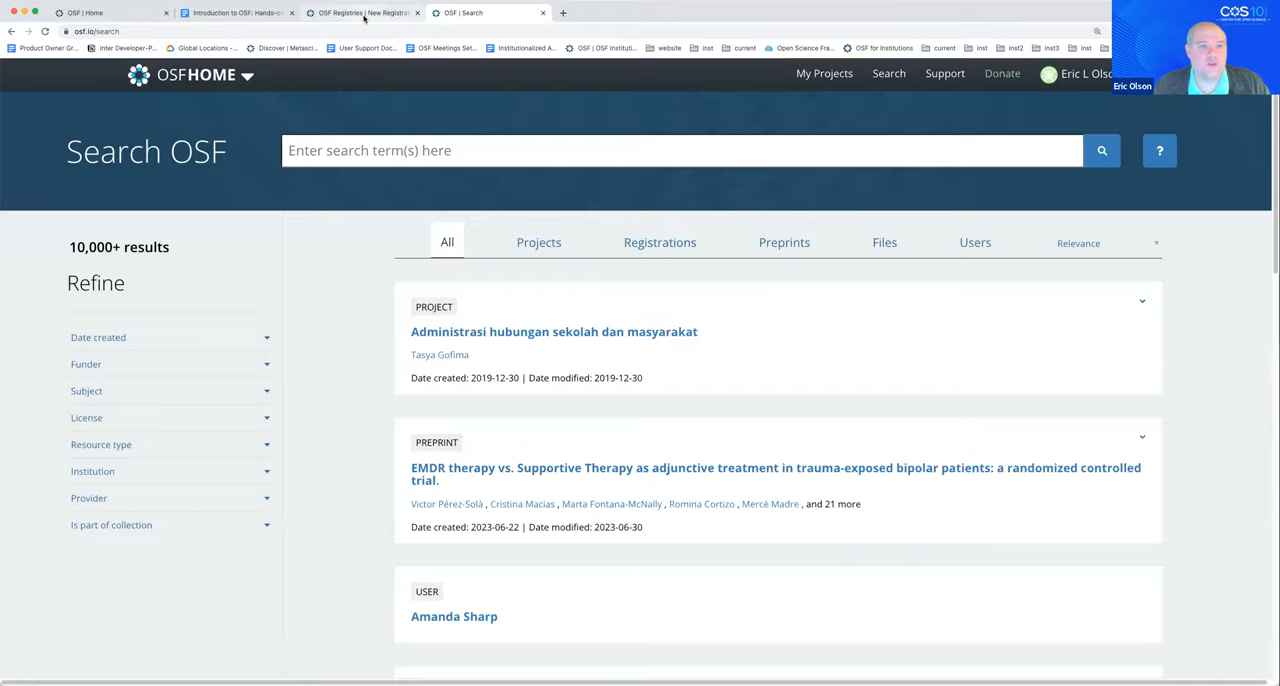 OSF | Home
Introduction to OSF: Hands-o
OSF Registries | New Registra
OSF | Search
osf.io/search
Product Owner Gr...
Inter Developer-P...
Global Locations -...
Discover | Metasci...
User Support Doc...
OSF Meetings Set...
Institutionalized A...
OSF | OSF Instituti...
website
inst
current
Open Science Fra...
OSF for Institutions
current
inst
inst2
inst3
inst
COS10
CENTER FOR OPEN SCIENCE
Eric Olson
OSFHOME
My Projects
Search
Support
Donate
Eric L Olso
Search OSF
Enter search term(s) here
?
10,000+ results
Refine
Date created
Funder
Subject
License
Resource type
Institution
Provider
Is part of collection
All
Projects
Registrations
Preprints
Files
Users
Relevance
PROJECT
Administrasi hubungan sekolah dan masyarakat
Tasya Gofima
Date created: 2019-12-30 | Date modified: 2019-12-30
PREPRINT
EMDR therapy vs. Supportive Therapy as adjunctive treatment in trauma-exposed bipolar patients: a randomized controlled
trial.
Victor Pérez-Solà , Cristina Macias , Marta Fontana-McNally , Romina Cortizo , Mercè Madre , and 21 more
Date created: 2023-06-22 | Date modified: 2023-06-30
USER
Amanda Sharp